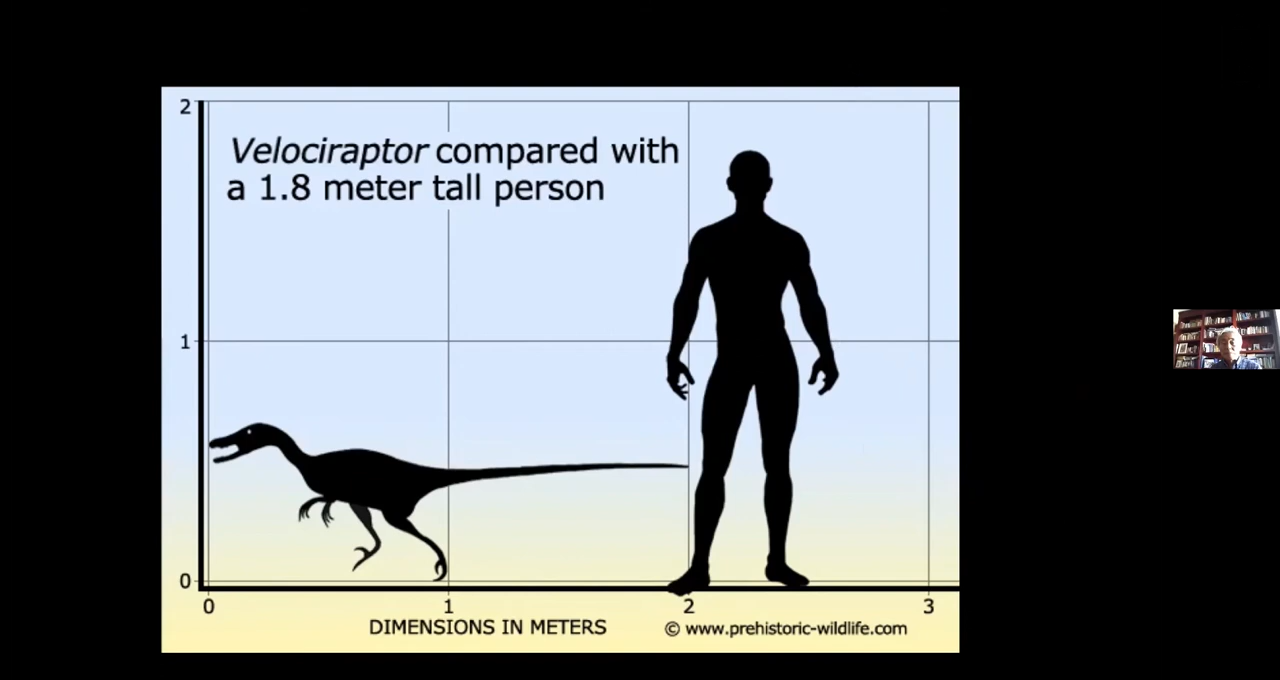 2
Velociraptor compared with
a 1.8 meter tall person
1
0
0 1 2 3
DIMENSIONS IN METERS © www.prehistoric-wildlife.com